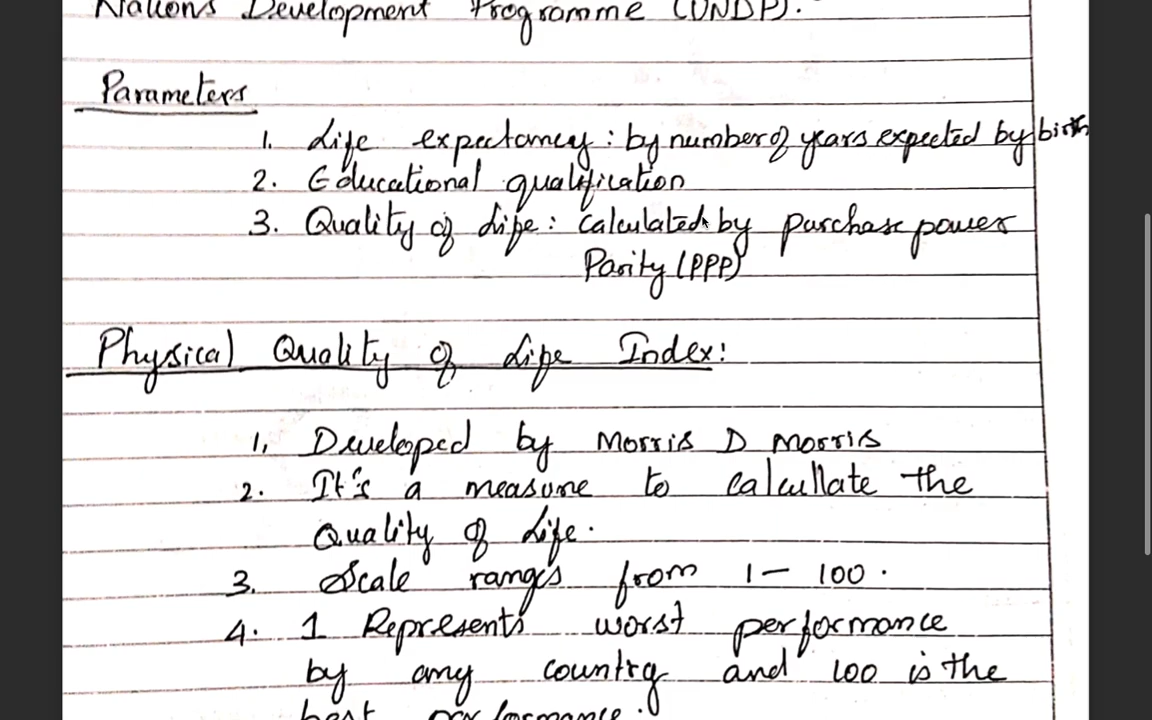 Nations Development Programme (UNDP).
Parameters
1. Life expectancy : by number of years expected by birth
2. Educational qualification
3. Quality of Life : Calculated by purchase power
Parity (PPP)
Physical Quality of Life Index:
1. Developed by Morris D Morris
2. It's a measure to calcullate the
Quality of Life.
3. Scale ranges from 1 - 100.
4. 1 Represents worst performance
by any country and 100 is the
best performance.